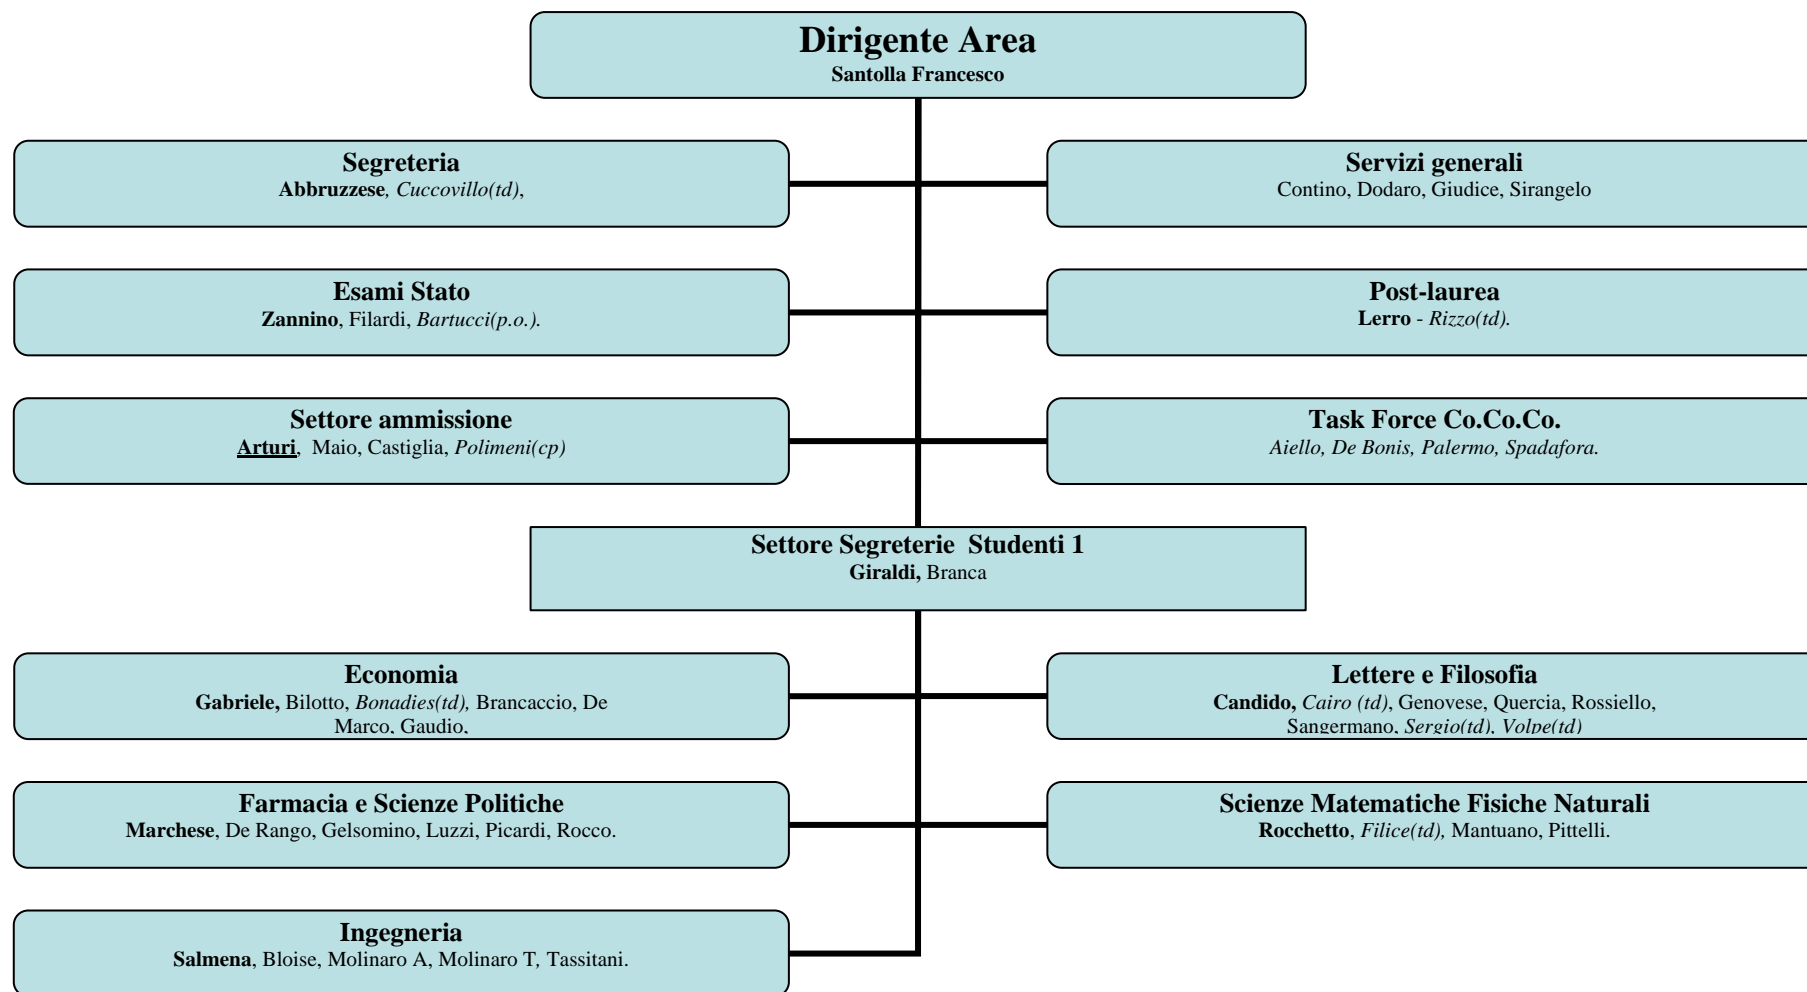 Dirigente Area
Santolla Francesco
Segreteria
Abbruzzese, Cuccovillo(td),
Servizi generali
Contino, Dodaro, Giudice, Sirangelo
Esami Stato
Zannino, Filardi, Bartucci(p.o.).
Post-laurea
Lerro - Rizzo(td).
Settore ammissione
Arturi, Maio, Castiglia, Polimeni(cp)
Task Force Co.Co.Co.
Aiello, De Bonis, Palermo, Spadafora.
Settore Segreterie Studenti 1
Giraldi, Branca
Economia
Gabriele, Bilotto, Bonadies(td), Brancaccio, De
Marco, Gaudio,
Lettere e Filosofia
Candido, Cairo (td), Genovese, Quercia, Rossiello,
Sangermano, Sergio(td), Volpe(td)
Farmacia e Scienze Politiche
Marchese, De Rango, Gelsomino, Luzzi, Picardi, Rocco.
Scienze Matematiche Fisiche Naturali
Rocchetto, Filice(td), Mantuano, Pittelli.
Ingegneria
Salmena, Bloise, Molinaro A, Molinaro T, Tassitani.